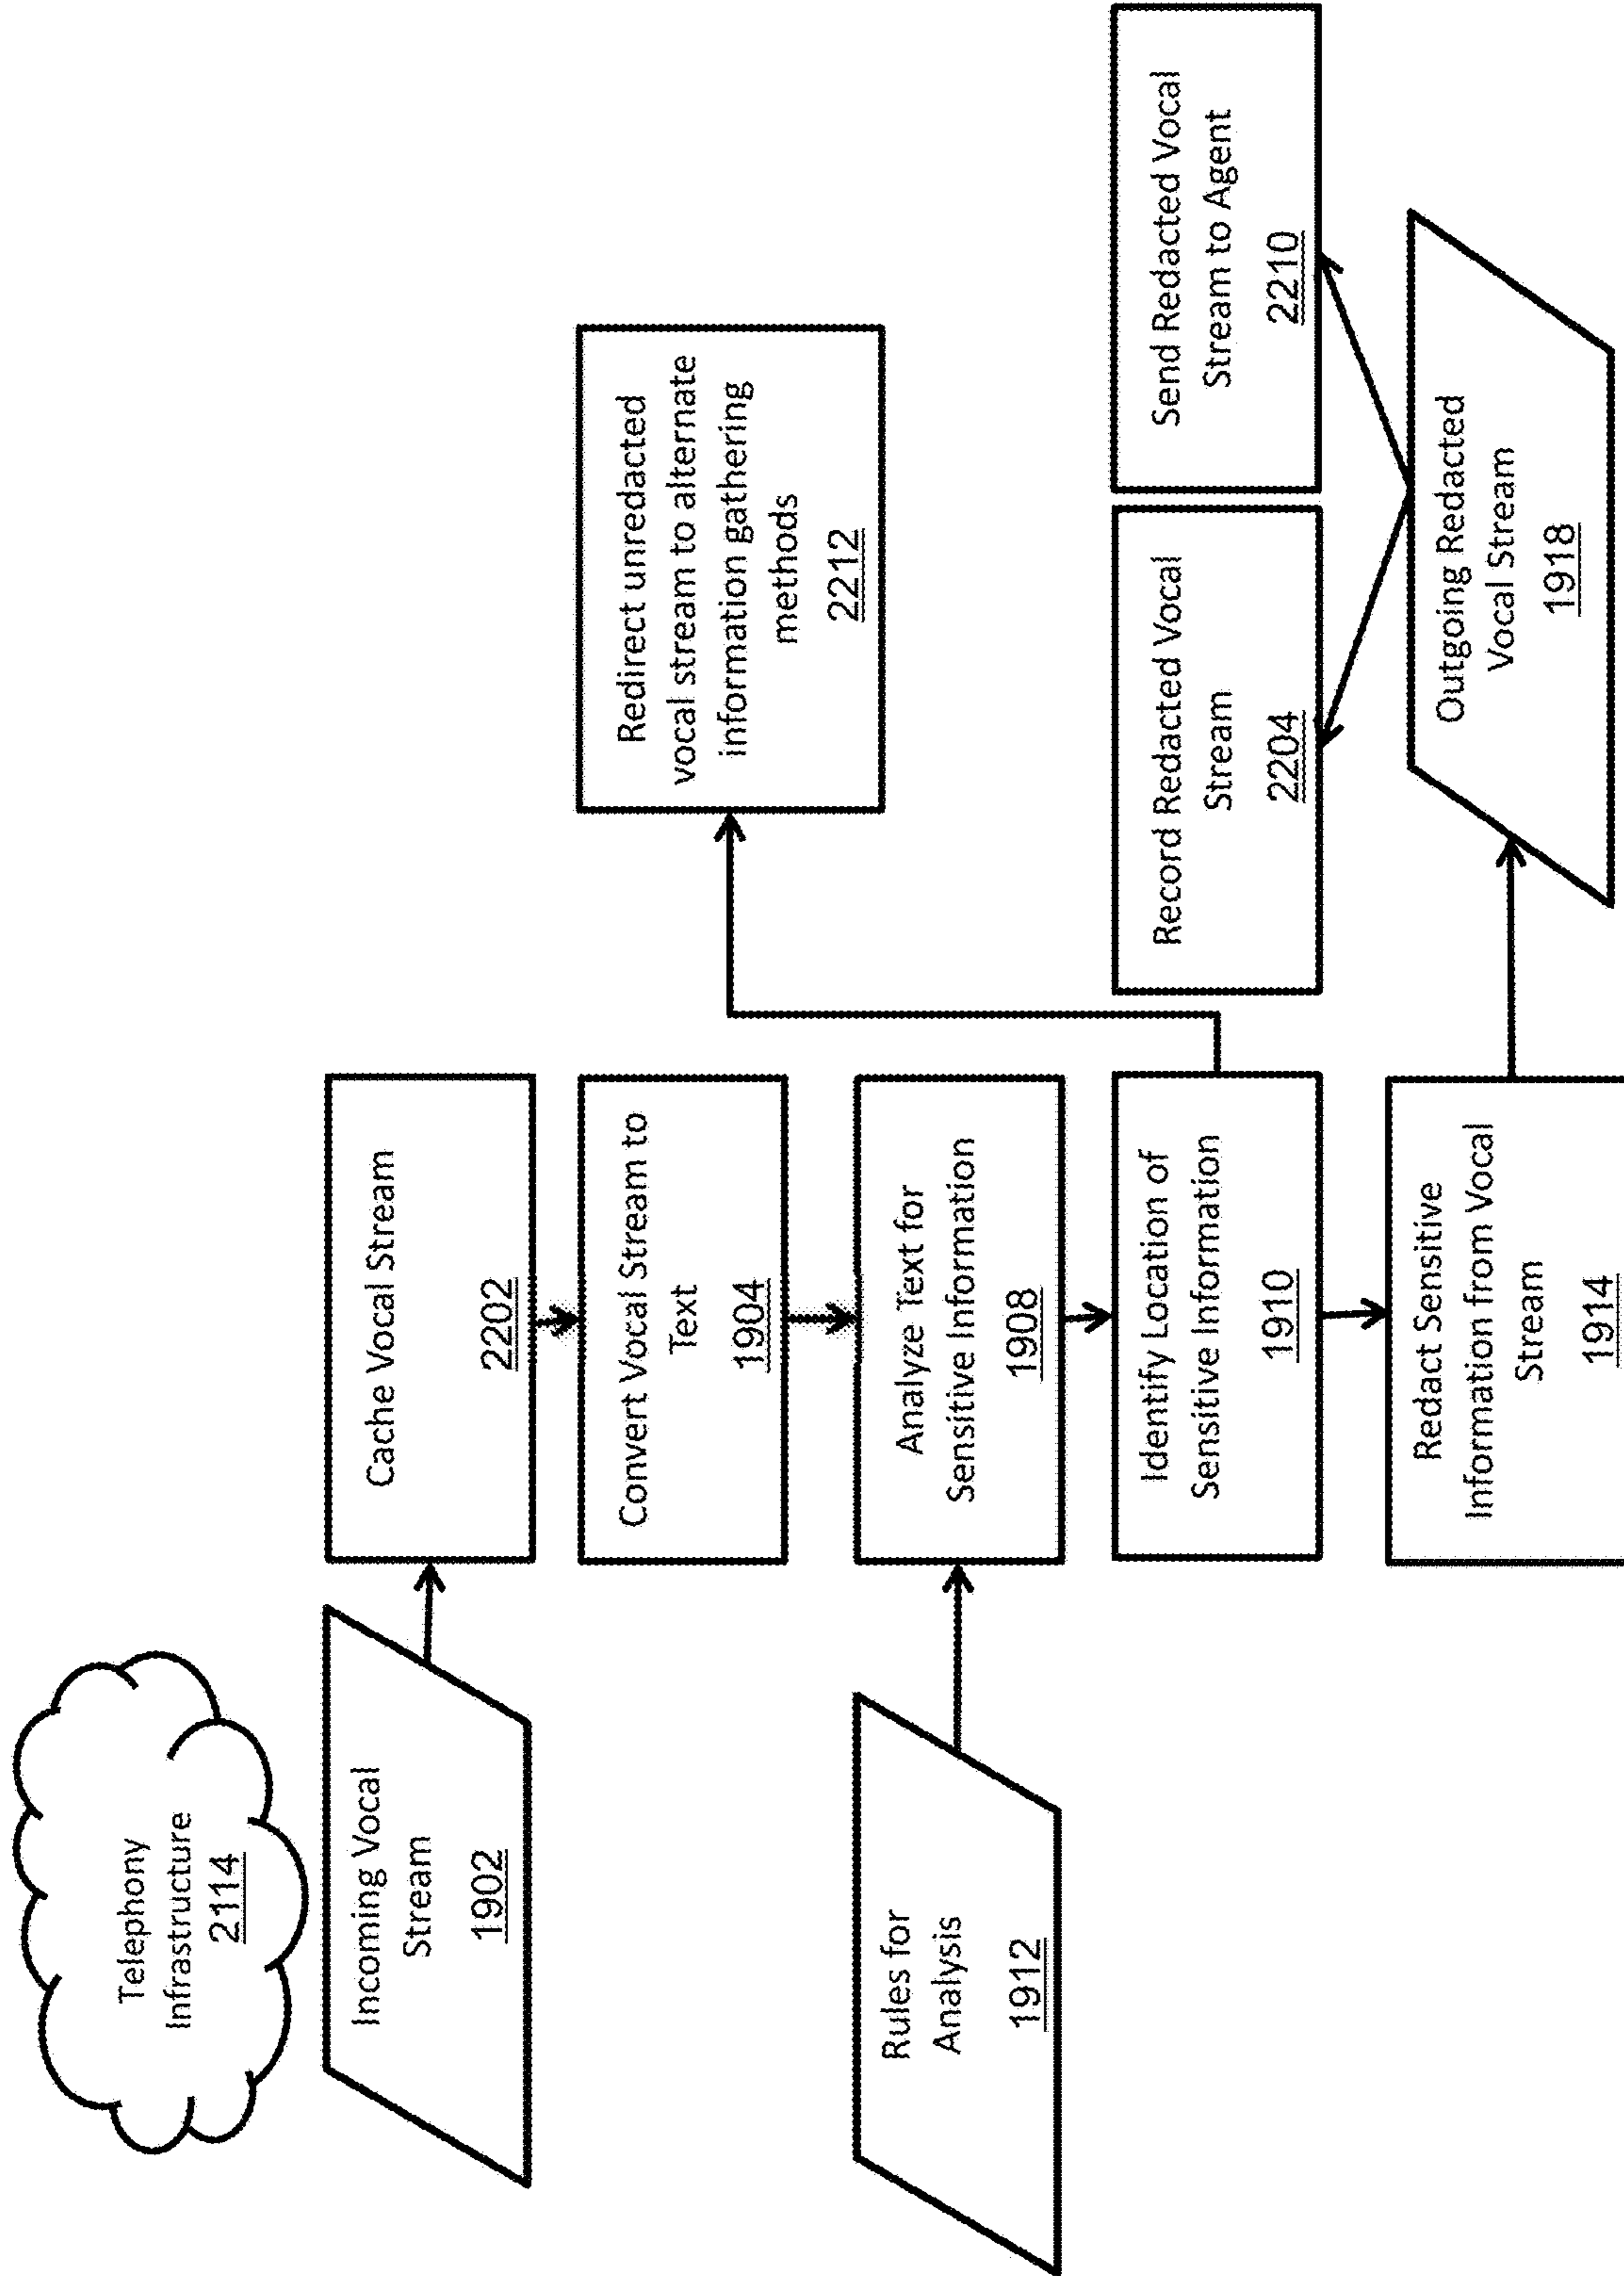 Telephony
Infrastructure
2114
Incoming Vocal
Stream
1902
Cache Vocal Stream
2202
Convert Vocal Stream to
Text
1904
Redirect unredacted
vocal stream to alternate
information gathering
methods
2212
Rules for
Analysis
1912
Analyze Text for
Sensitive Information
1908
Identify Location of
Sensitive Information
1910
Record Redacted Vocal
Stream
2204
Send Redacted Vocal
Stream to Agent
2210
Redact Sensitive
Information from Vocal
Stream
1914
Outgoing Redacted
Vocal Stream
1918